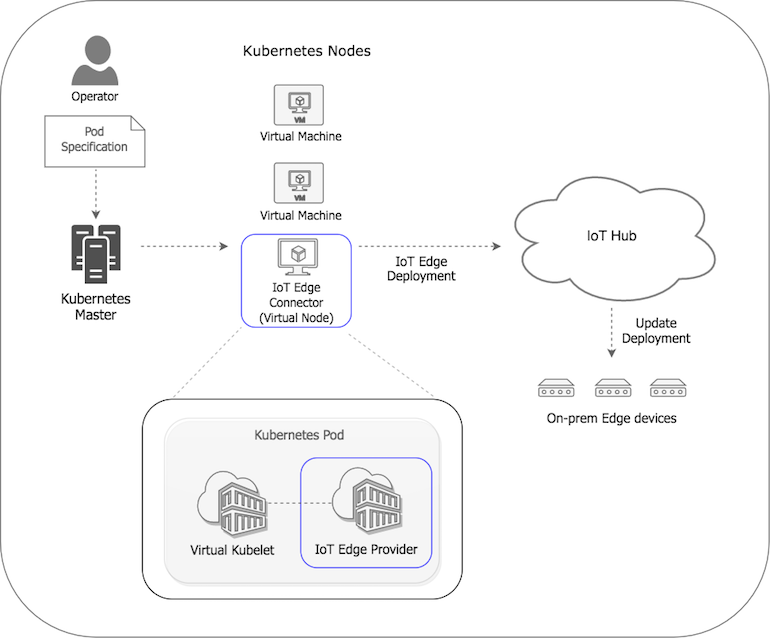 Kubernetes Nodes
Operator
Pod
Specification
VM
Virtual Machine
VM
Virtual Machine
Kubernetes
Master
IoT Edge
Connector
(Virtual Node)
IoT Edge
Deployment
IoT Hub
Update
Deployment
On-prem Edge devices
Kubernetes Pod
Virtual Kubelet
IoT Edge Provider